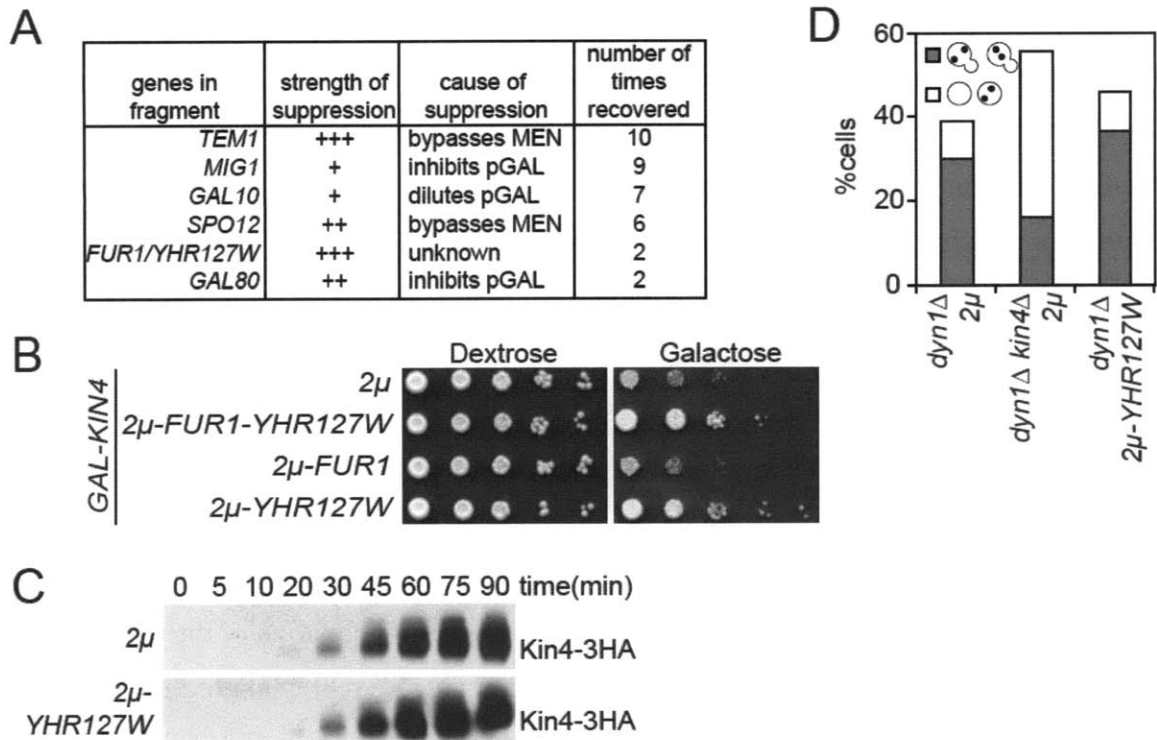 A
genes in fragment strength of suppression cause of suppression number of times recovered
TEM1 +++ bypasses MEN 10
MIG1 + inhibits pGAL 9
GAL10 + dilutes pGAL 7
SPO12 ++ bypasses MEN 6
FUR1/YHR127W +++ unknown 2
GAL80 ++ inhibits pGAL 2
B
Dextrose Galactose
GAL-KIN4
2μ
2μ-FUR1-YHR127W
2μ-FUR1
2μ-YHR127W
C
0 5 10 20 30 45 60 75 90 time(min)
2μ Kin4-3HA
2μ-
YHR127W Kin4-3HA
D
%cells
60
40
20
0
dyn1Δ
2μ
dyn1Δ kin4Δ
2μ
dyn1Δ
2μ-YHR127W